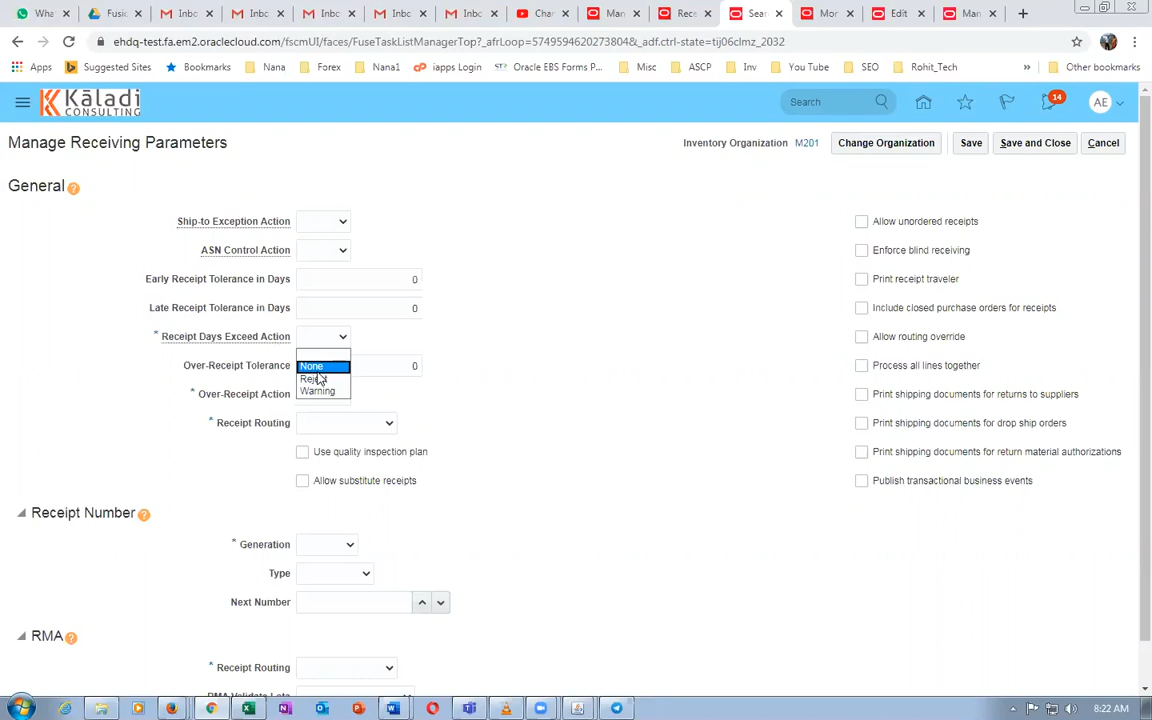 Wha
Fusic
Inbo
Inbo
Inbo
Inbo
Inbo
Char
Man
Rece
Sear
Mor
Edit
Man
ehdq-test.fa.em2.oraclecloud.com/fscmUI/faces/FuseTaskListManagerTop?_afrLoop=5749594620273804&_adf.ctrl-state=tij06clmz_2032
Apps Suggested Sites Bookmarks Nana Forex Nana1 iapps Login Oracle EBS Forms P... Misc ASCP Inv You Tube SEO Rohit_Tech » Other bookmarks
Kaladi
CONSULTING
Search
14
AE
Manage Receiving Parameters
Inventory Organization M201
Change Organization
Save
Save and Close
Cancel
General
Ship-to Exception Action
ASN Control Action
Early Receipt Tolerance in Days 0
Late Receipt Tolerance in Days 0
* Receipt Days Exceed Action
None
Warning
Over-Receipt Tolerance 0
* Over-Receipt Action
* Receipt Routing
Use quality inspection plan
Allow substitute receipts
Allow unordered receipts
Enforce blind receiving
Print receipt traveler
Include closed purchase orders for receipts
Allow routing override
Process all lines together
Print shipping documents for returns to suppliers
Print shipping documents for drop ship orders
Print shipping documents for return material authorizations
Publish transactional business events
Receipt Number
* Generation
Type
Next Number
RMA
* Receipt Routing
RMA Validate Lots
8:22 AM